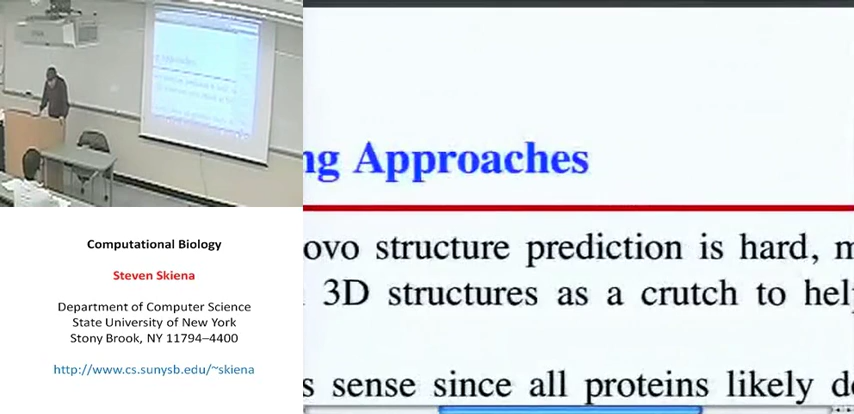 Computational Biology
Steven Skiena
Department of Computer Science
State University of New York
Stony Brook, NY 11794–4400
http://www.cs.sunysb.edu/~skiena
ng Approaches
ovo structure prediction is hard, m
3D structures as a crutch to hel
s sense since all proteins likely d